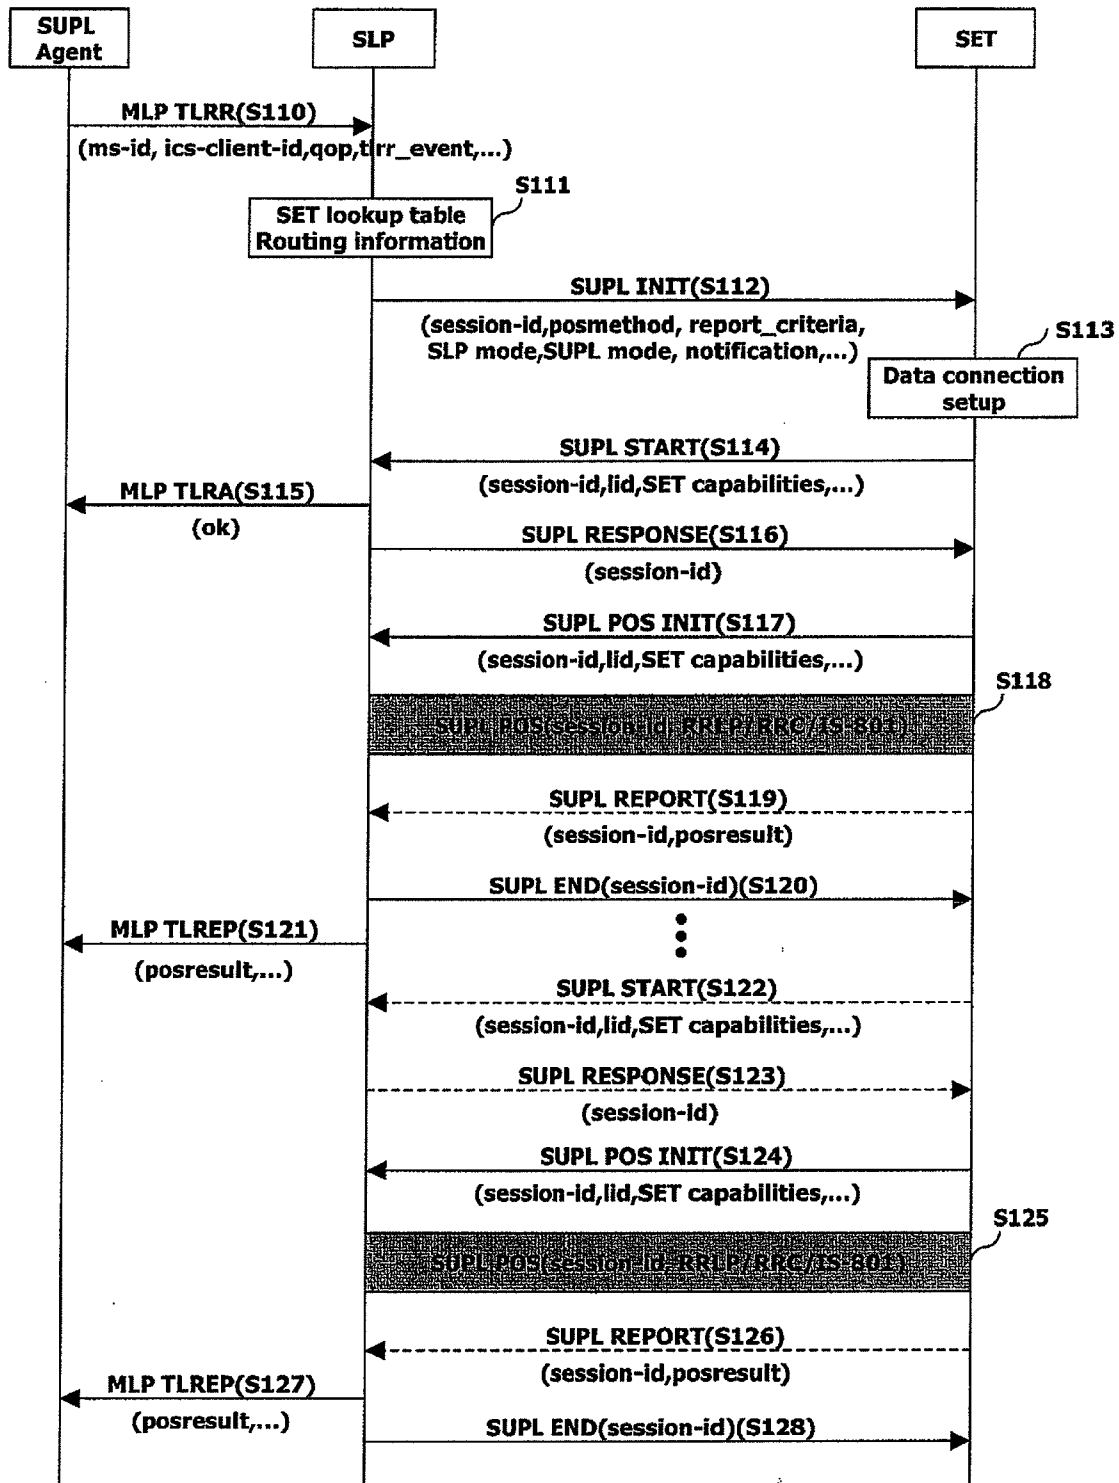 SUPL
Agent
SLP
SET
MLP TLRR(S110)
(ms-id, ics-client-id,qop,tlrr_event,...)
S111
SET lookup table
Routing information
SUPL INIT(S112)
(session-id,posmethod, report_criteria,
SLP mode,SUPL mode, notification,...)
S113
Data connection
setup
SUPL START(S114)
(session-id,lid,SET capabilities,...)
MLP TLRA(S115)
(ok)
SUPL RESPONSE(S116)
(session-id)
SUPL POS INIT(S117)
(session-id,lid,SET capabilities,...)
S118
SUPL POS(session-id, RRLP/RRC/IS-801)
SUPL REPORT(S119)
(session-id,posresult)
SUPL END(session-id)(S120)
MLP TLREP(S121)
(posresult,...)
SUPL START(S122)
(session-id,lid,SET capabilities,...)
SUPL RESPONSE(S123)
(session-id)
SUPL POS INIT(S124)
(session-id,lid,SET capabilities,...)
S125
SUPL POS(session-id, RRLP/RRC/IS-801)
SUPL REPORT(S126)
(session-id,posresult)
MLP TLREP(S127)
(posresult,...)
SUPL END(session-id)(S128)